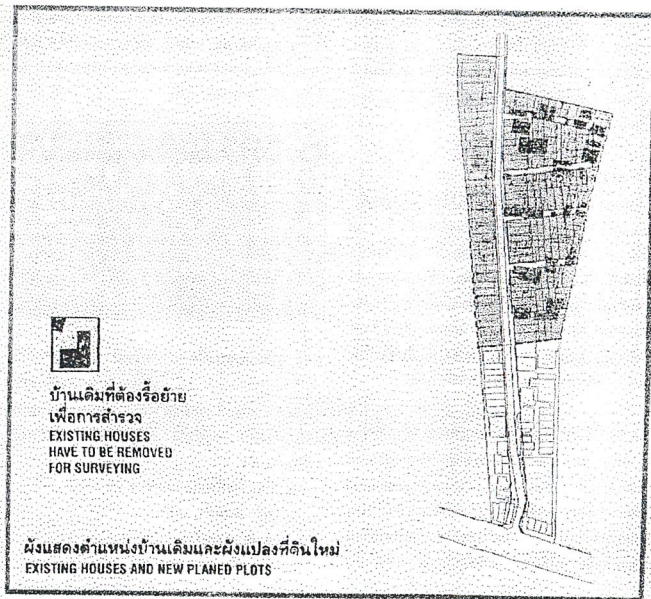 บ้านเดิมที่ต้องรื้อย้าย
เพื่อการสำรวจ
EXISTING HOUSES
HAVE TO BE REMOVED
FOR SURVEYING
ผังแสดงตำแหน่งบ้านเดิมและผังแปลงที่ดินใหม่
EXISTING HOUSES AND NEW PLANED PLOTS